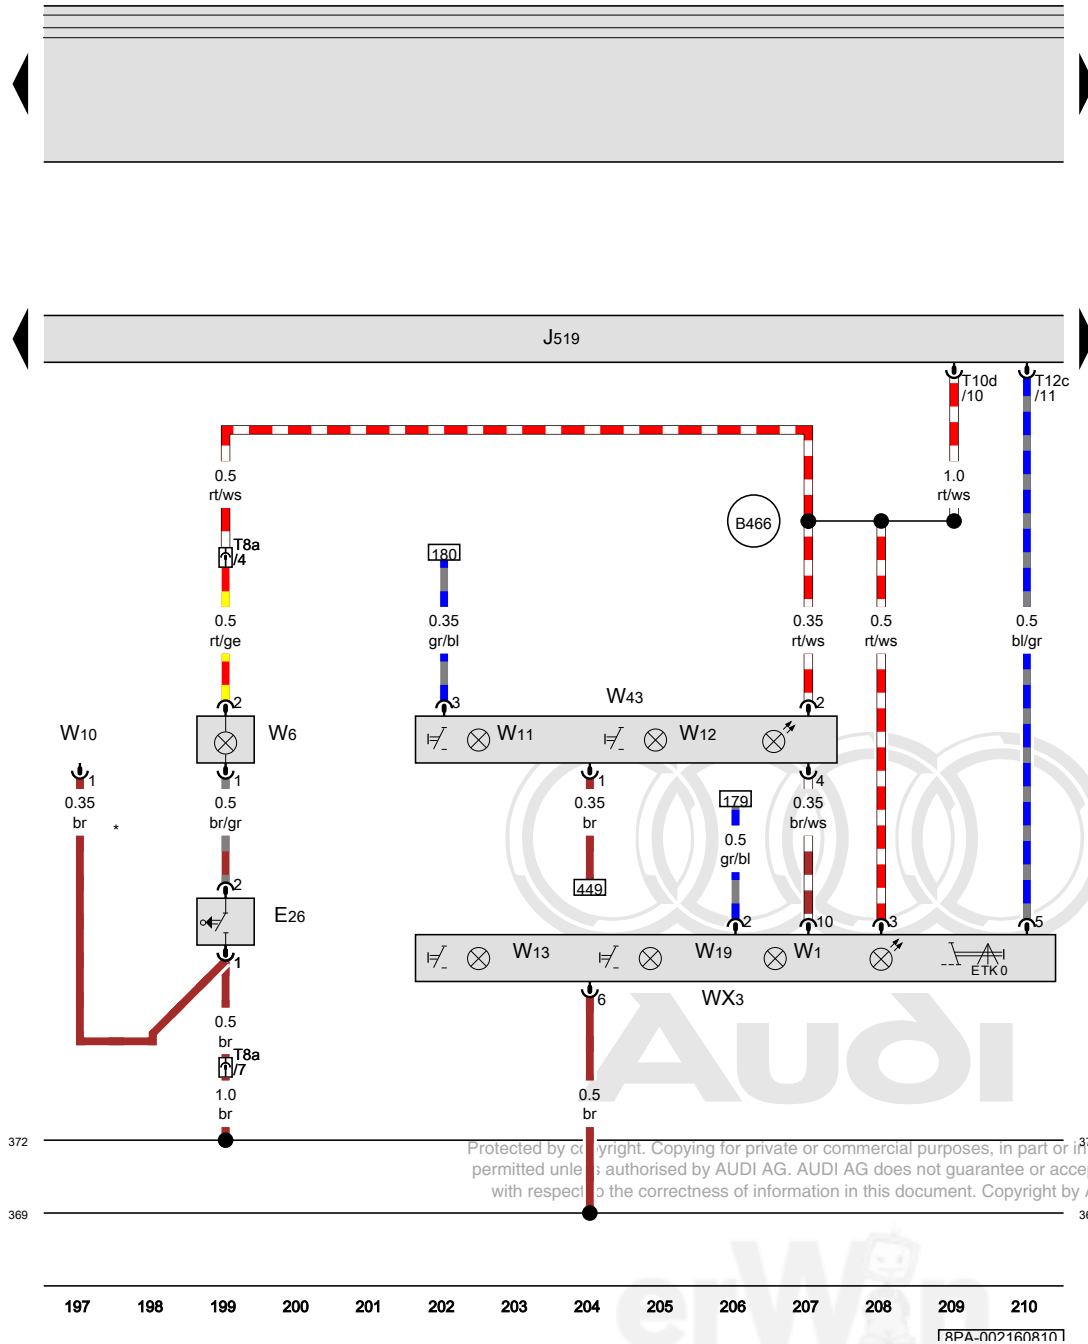 J519
T10d
/10
T12c
/11
0.5
rt/ws
1.0
rt/ws
B466
T8a
/4
180
0.5
rt/ge
0.35
gr/bl
0.35
rt/ws
0.5
rt/ws
0.5
bl/gr
2
3
W43
2
W10
W6
W11
W12
1
1
1
4
0.35
br
*
0.5
br/gr
0.35
br
179
0.35
br/ws
0.5
gr/bl
449
2
E26
2
10
3
5
1
W13
W19
W1
ETK0
6
WX3
0.5
br
T8a
/7
1.0
br
0.5
br
Audi
372
Protected by copyright. Copying for private or commercial purposes, in part or in
permitted unless authorised by AUDI AG. AUDI AG does not guarantee or acce
with respect to the correctness of information in this document. Copyright by A
369
erWin
197 198 199 200 201 202 203 204 205 206 207 208 209 210
8PA-002160810